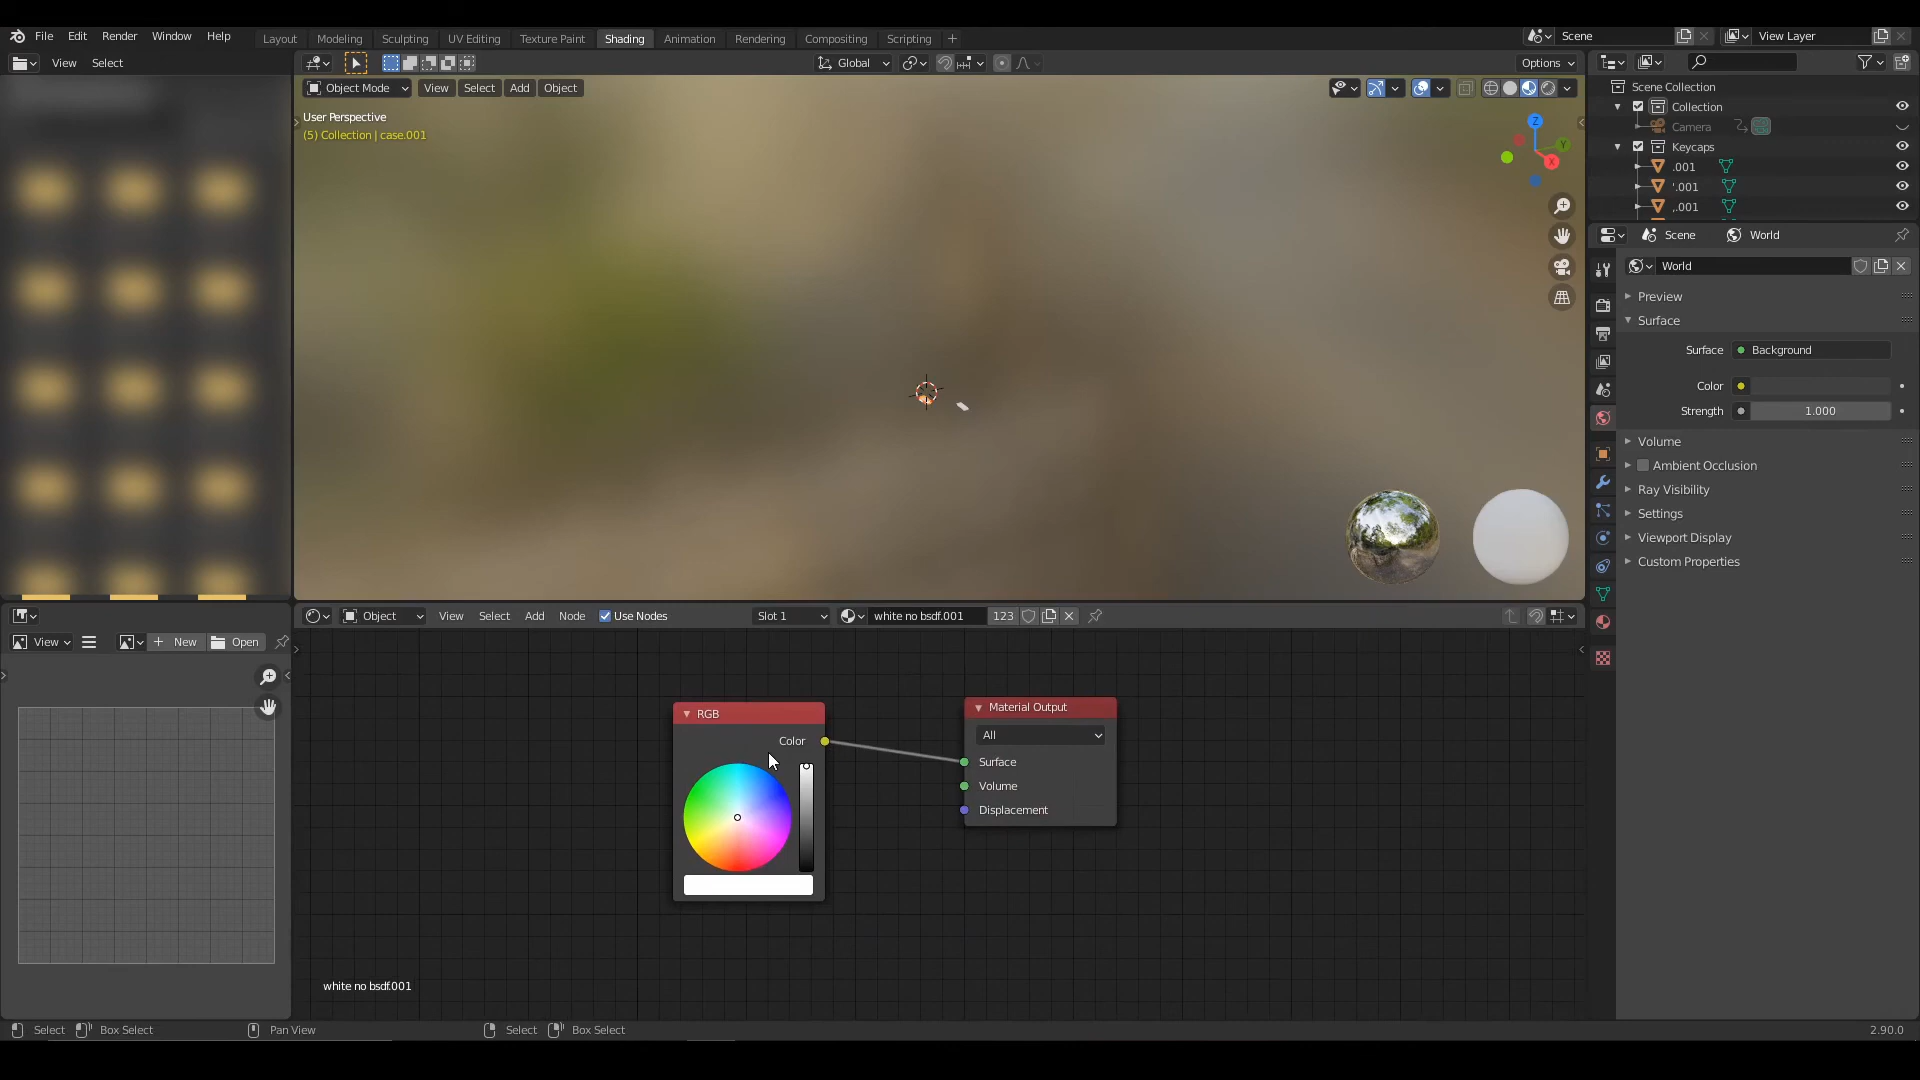 File Edit Render Window Help
Layout Modeling Sculpting UV Editing Texture Paint Shading Animation Rendering Compositing Scripting
Scene
View Layer
View Select
Global
Options
Object Mode View Select Add Object
User Perspective
(5) Collection | case.001
Z
Y
X
Scene Collection
Collection
Camera
Keycaps
.001
'.001
,.001
Scene World
World
Preview
Surface
Surface Background
Color
Strength 1.000
Volume
Ambient Occlusion
Ray Visibility
Settings
Viewport Display
Custom Properties
Object View Select Add Node Use Nodes Slot 1 white no bsdf.001 123
View New Open
RGB
Color
Material Output
All
Surface
Volume
Displacement
white no bsdf.001
Select Box Select Pan View Select Box Select 2.90.0